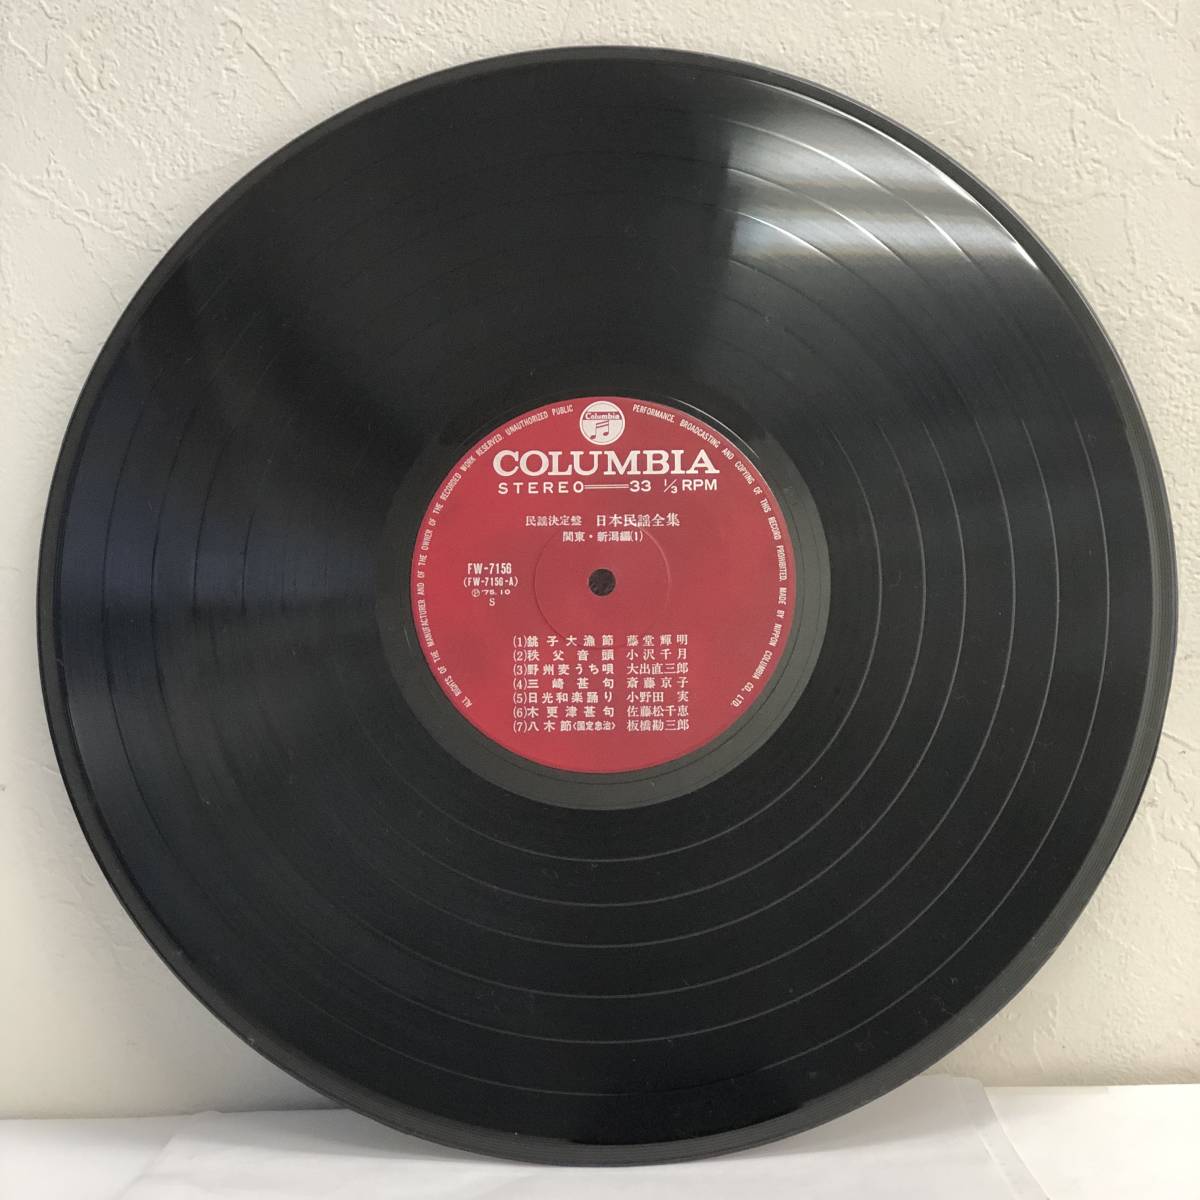 Columbia
COLUMBIA
STEREO 33 1/3 RPM
民謡決定盤 日本民謡全集
関東・新潟編(1)
FW-7156
(FW-7156-A)
Ⓟ '75.10
S
(1)銚子大漁節 藤堂輝明
(2)秩父音頭 小沢千月
(3)野州麦うち唄 大出直三郎
(4)三崎甚句 斎藤京子
(5)日光和楽踊り 小野田実
(6)木更津甚句 佐藤松千恵
(7)八木節〈国定忠治〉 板橋勘三郎
ALL RIGHTS OF THE MANUFACTURER AND OF THE OWNER OF THE RECORDED WORK RESERVED. UNAUTHORIZED PUBLIC PERFORMANCE, BROADCASTING AND COPYING OF THIS RECORD PROHIBITED. MADE BY NIPPON COLUMBIA CO., LTD.